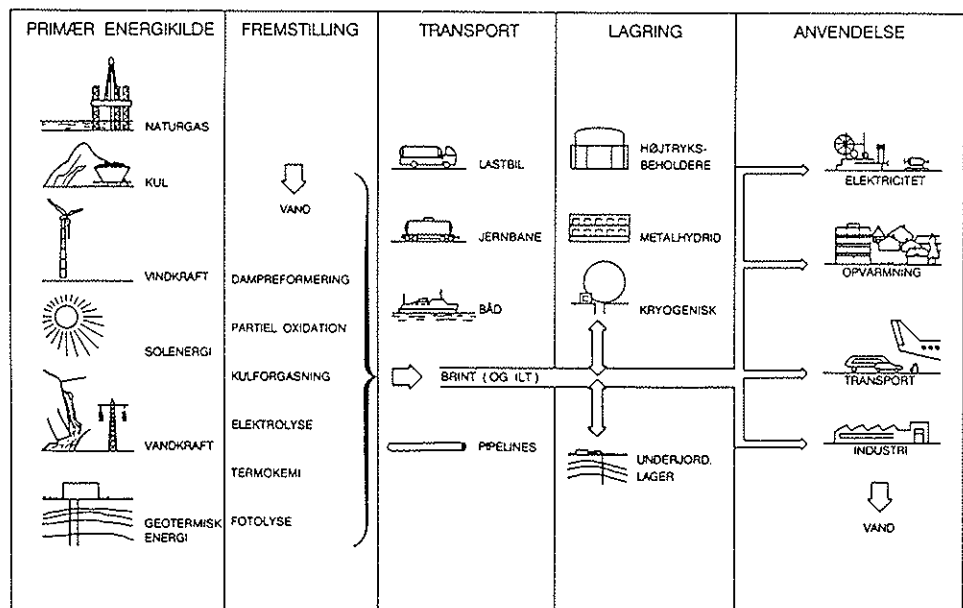 PRIMÆR ENERGIKILDE
FREMSTILLING
TRANSPORT
LAGRING
ANVENDELSE
NATURGAS
KUL
VINDKRAFT
SOLENERGI
VANDKRAFT
GEOTERMISK
ENERGI
VAND
DAMPREFORMERING
PARTIEL OXIDATION
KULFORGASNING
ELEKTROLYSE
TERMOKEMI
FOTOLYSE
LASTBIL
JERNBANE
BÅD
BRINT (OG ILT)
PIPELINES
HØJTRYKS-
BEHOLDERE
METALHYDRID
KRYOGENISK
UNDERJORD.
LAGER
ELEKTRICITET
OPVARMNING
TRANSPORT
INDUSTRI
VAND